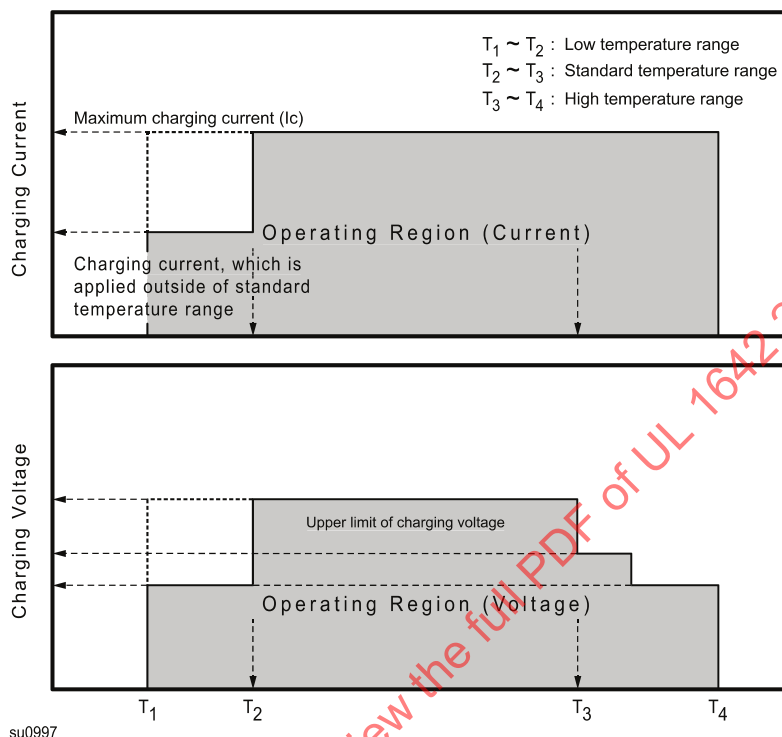 T1 ~ T2 : Low temperature range
T2 ~ T3 : Standard temperature range
T3 ~ T4 : High temperature range
Maximum charging current (Ic)
Charging Current
Operating Region (Current)
Charging current, which is
applied outside of standard
temperature range
Charging Voltage
Upper limit of charging voltage
Operating Region (Voltage)
T1 T2 T3 T4
su0997
view the full PDF of UL 1642